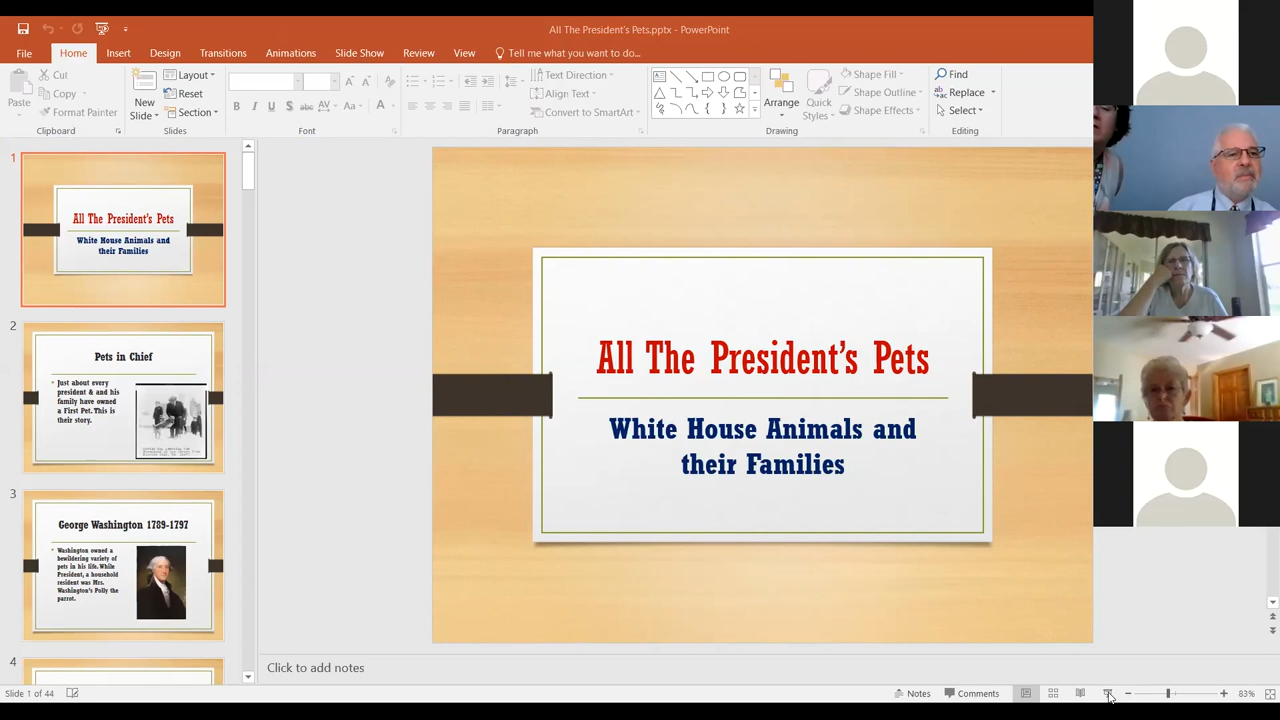 All The President's Pets.pptx - PowerPoint
File Home Insert Design Transitions Animations Slide Show Review View Tell me what you want to do...
Paste
Cut
Copy
Format Painter
Clipboard
New
Slide
Layout
Reset
Section
Slides
B I U S abc AV Aa A
Font
Text Direction
Align Text
Convert to SmartArt
Paragraph
Arrange
Quick
Styles
Shape Fill
Shape Outline
Shape Effects
Drawing
Find
Replace
Select
Editing
1
All The President's Pets
White House Animals and
their Families
2
Pets in Chief
Just about every
president & and his
family have owned
a First Pet. This is
their story.
3
George Washington 1789-1797
Washington owned a
bewildering variety of
pets in his life. While
President, a household
resident was Mrs.
Washington's Polly the
parrot.
4
All The President's Pets
White House Animals and
their Families
Click to add notes
Slide 1 of 44
Notes
Comments
83%